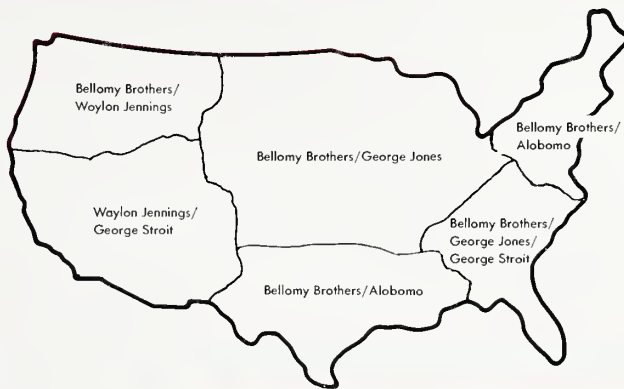 Bellomy Brothers/
Woylon Jennings
Bellomy Brothers/George Jones
Bellomy Brothers/
Alobomo
Waylon Jennings/
George Stroit
Bellomy Brothers/
George Jones/
George Stroit
Bellomy Brothers/Alobomo